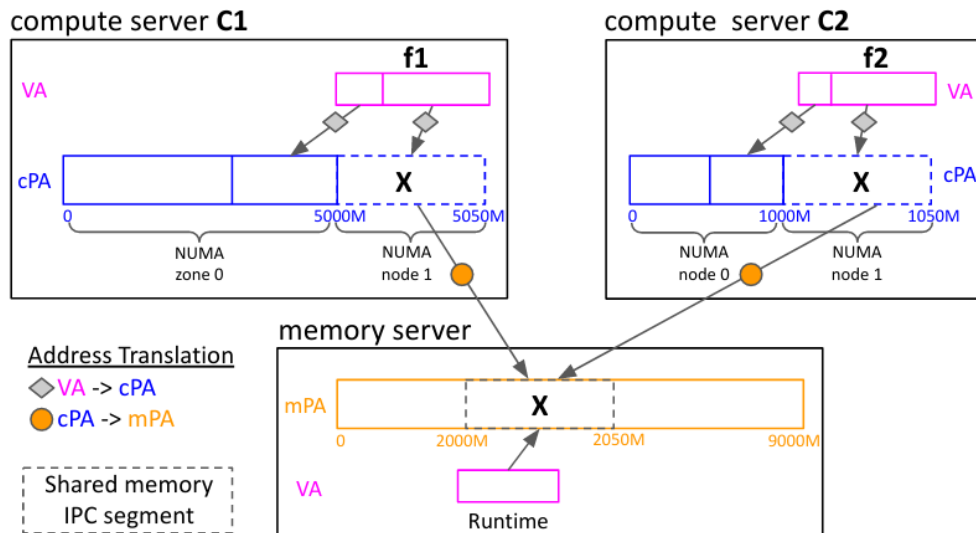 compute server C1
f1
VA
cPA
X
0
5000M
5050M
NUMA
zone 0
NUMA
node 1
compute server C2
f2
VA
cPA
X
0
1000M
1050M
NUMA
node 0
NUMA
node 1
memory server
mPA
X
0
2000M
2050M
9000M
VA
Runtime
Address Translation
VA -> cPA
cPA -> mPA
Shared memory
IPC segment